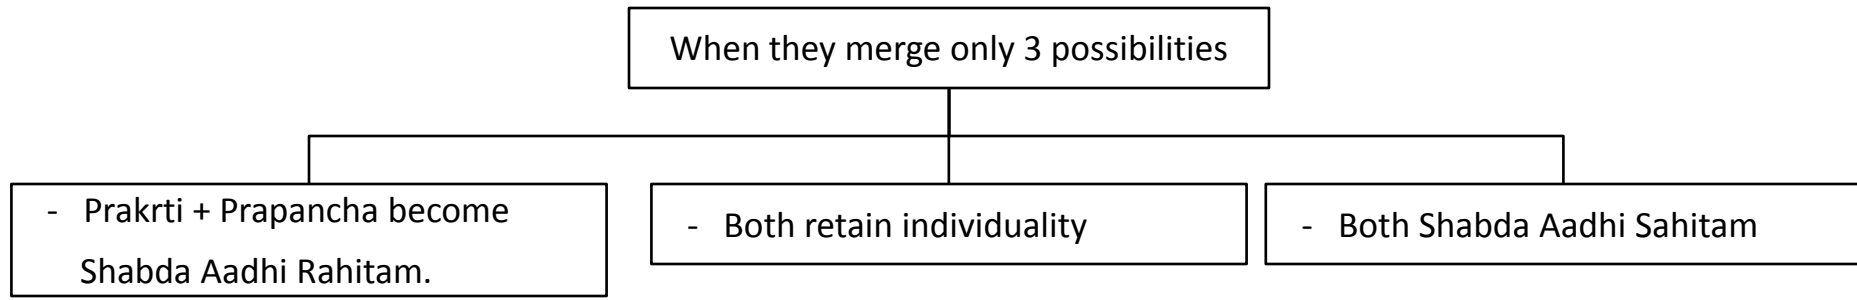 When they merge only 3 possibilities
- Prakrti + Prapancha become
Shabda Aadhi Rahitam.
- Both retain individuality
- Both Shabda Aadhi Sahitam